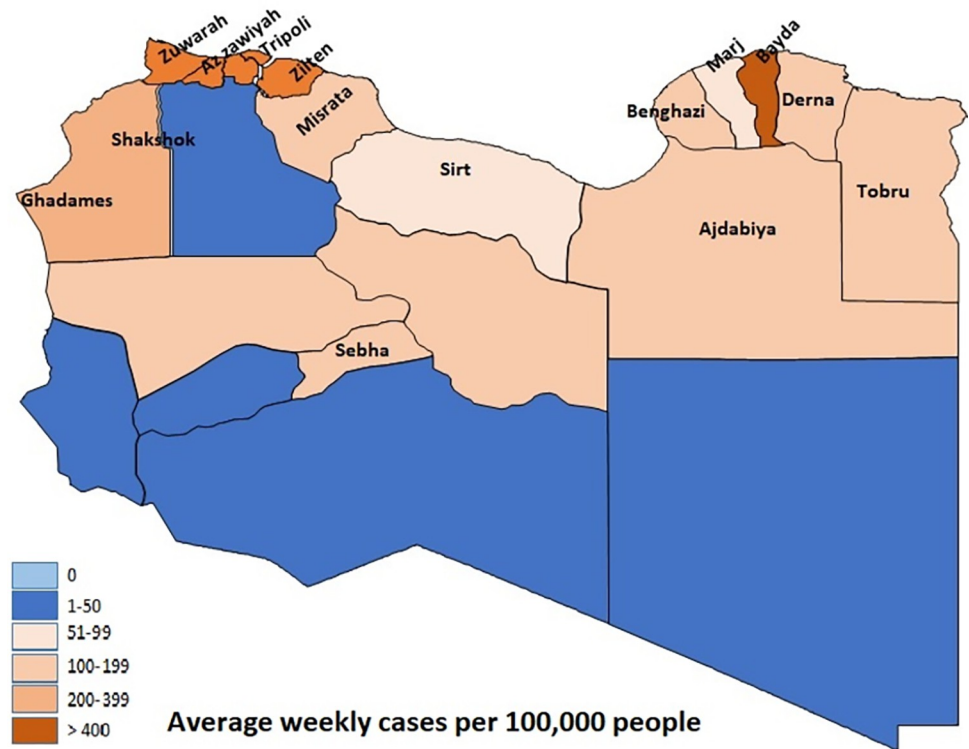 Zuwarah
Azzawiyah
Tripoli
Zilten
Misrata
Shakshok
Ghadames
Sirt
Sebha
Benghazi
Marj
Bayda
Derna
Tobru
Ajdabiya
0
1-50
51-99
100-199
200-399
> 400
Average weekly cases per 100,000 people